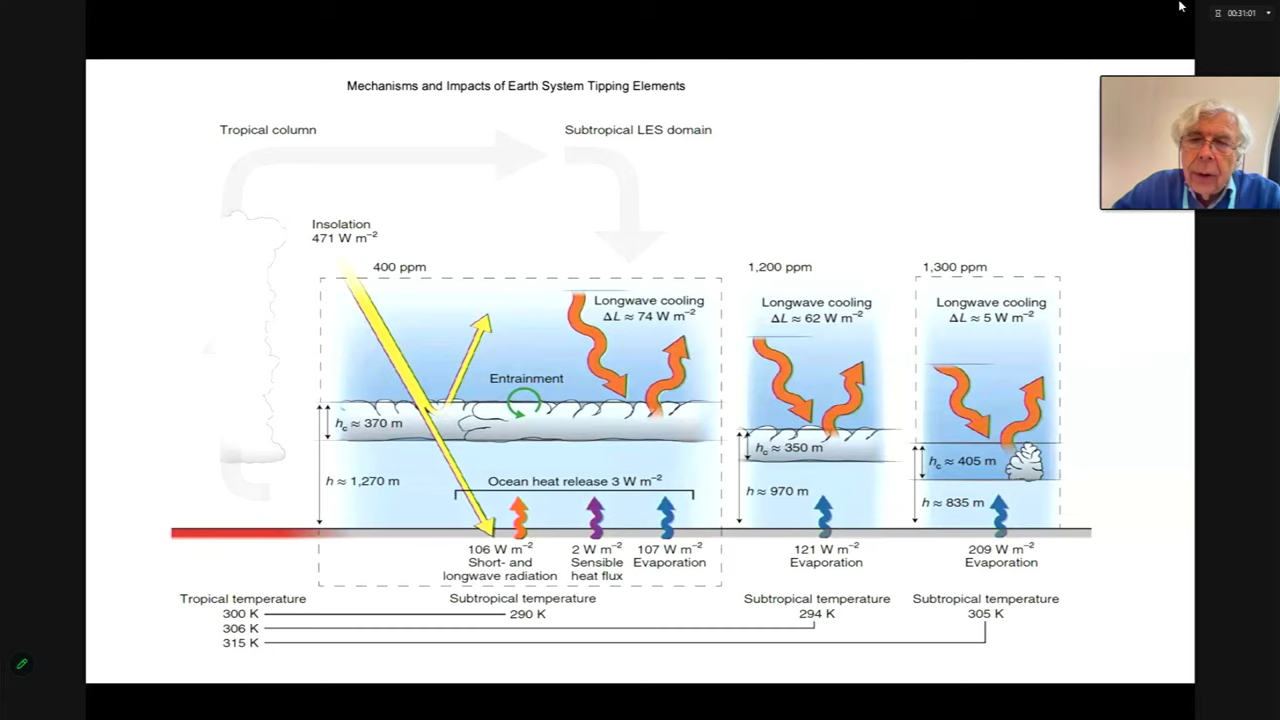 00:31:01
Mechanisms and Impacts of Earth System Tipping Elements
Tropical column
Subtropical LES domain
Insolation
471 W m⁻²
400 ppm
1,200 ppm
1,300 ppm
Longwave cooling
ΔL ≈ 74 W m⁻²
Longwave cooling
ΔL ≈ 62 W m⁻²
Longwave cooling
ΔL ≈ 5 W m⁻²
Entrainment
hc ≈ 370 m
hc ≈ 350 m
hc ≈ 405 m
h ≈ 1,270 m
Ocean heat release 3 W m⁻²
h ≈ 970 m
h ≈ 835 m
106 W m⁻²
Short- and
longwave radiation
2 W m⁻²
Sensible
heat flux
107 W m⁻²
Evaporation
121 W m⁻²
Evaporation
209 W m⁻²
Evaporation
Tropical temperature
Subtropical temperature
Subtropical temperature
Subtropical temperature
300 K
290 K
294 K
305 K
306 K
315 K